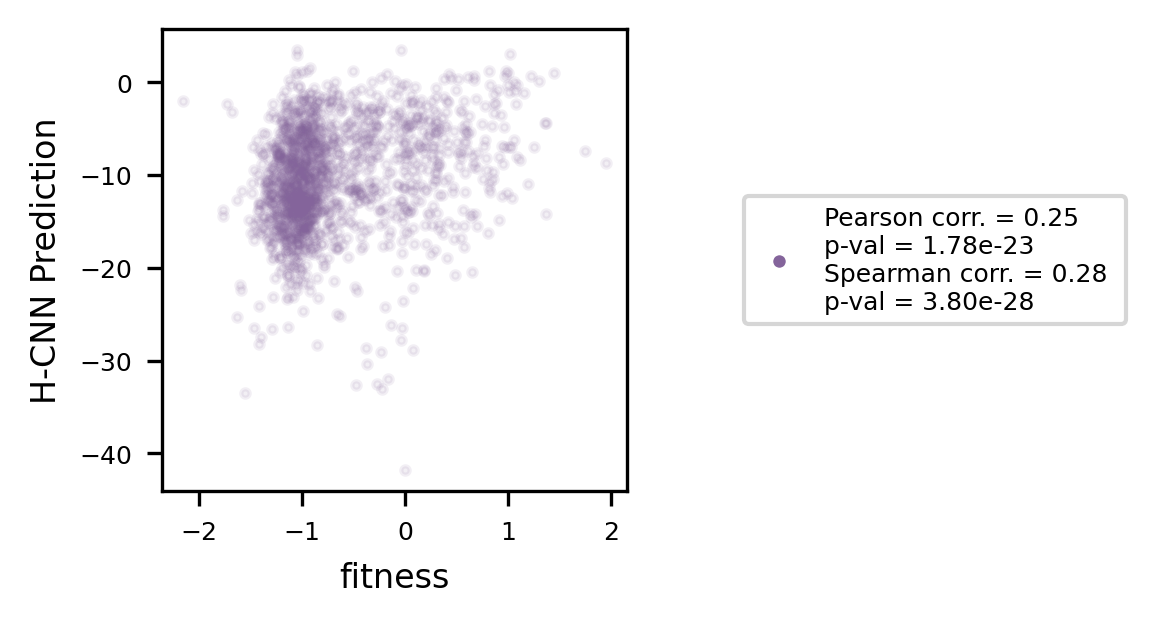 H-CNN Prediction
0
−10
−20
−30
−40
−2
−1
0
1
2
fitness
Pearson corr. = 0.25
p-val = 1.78e-23
Spearman corr. = 0.28
p-val = 3.80e-28